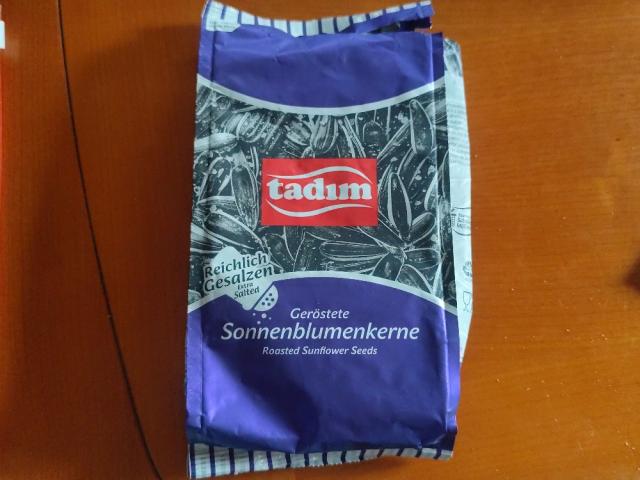 tadım
Reichlich
Gesalzen
Extra
Salted
Geröstete
Sonnenblumenkerne
Roasted Sunflower Seeds